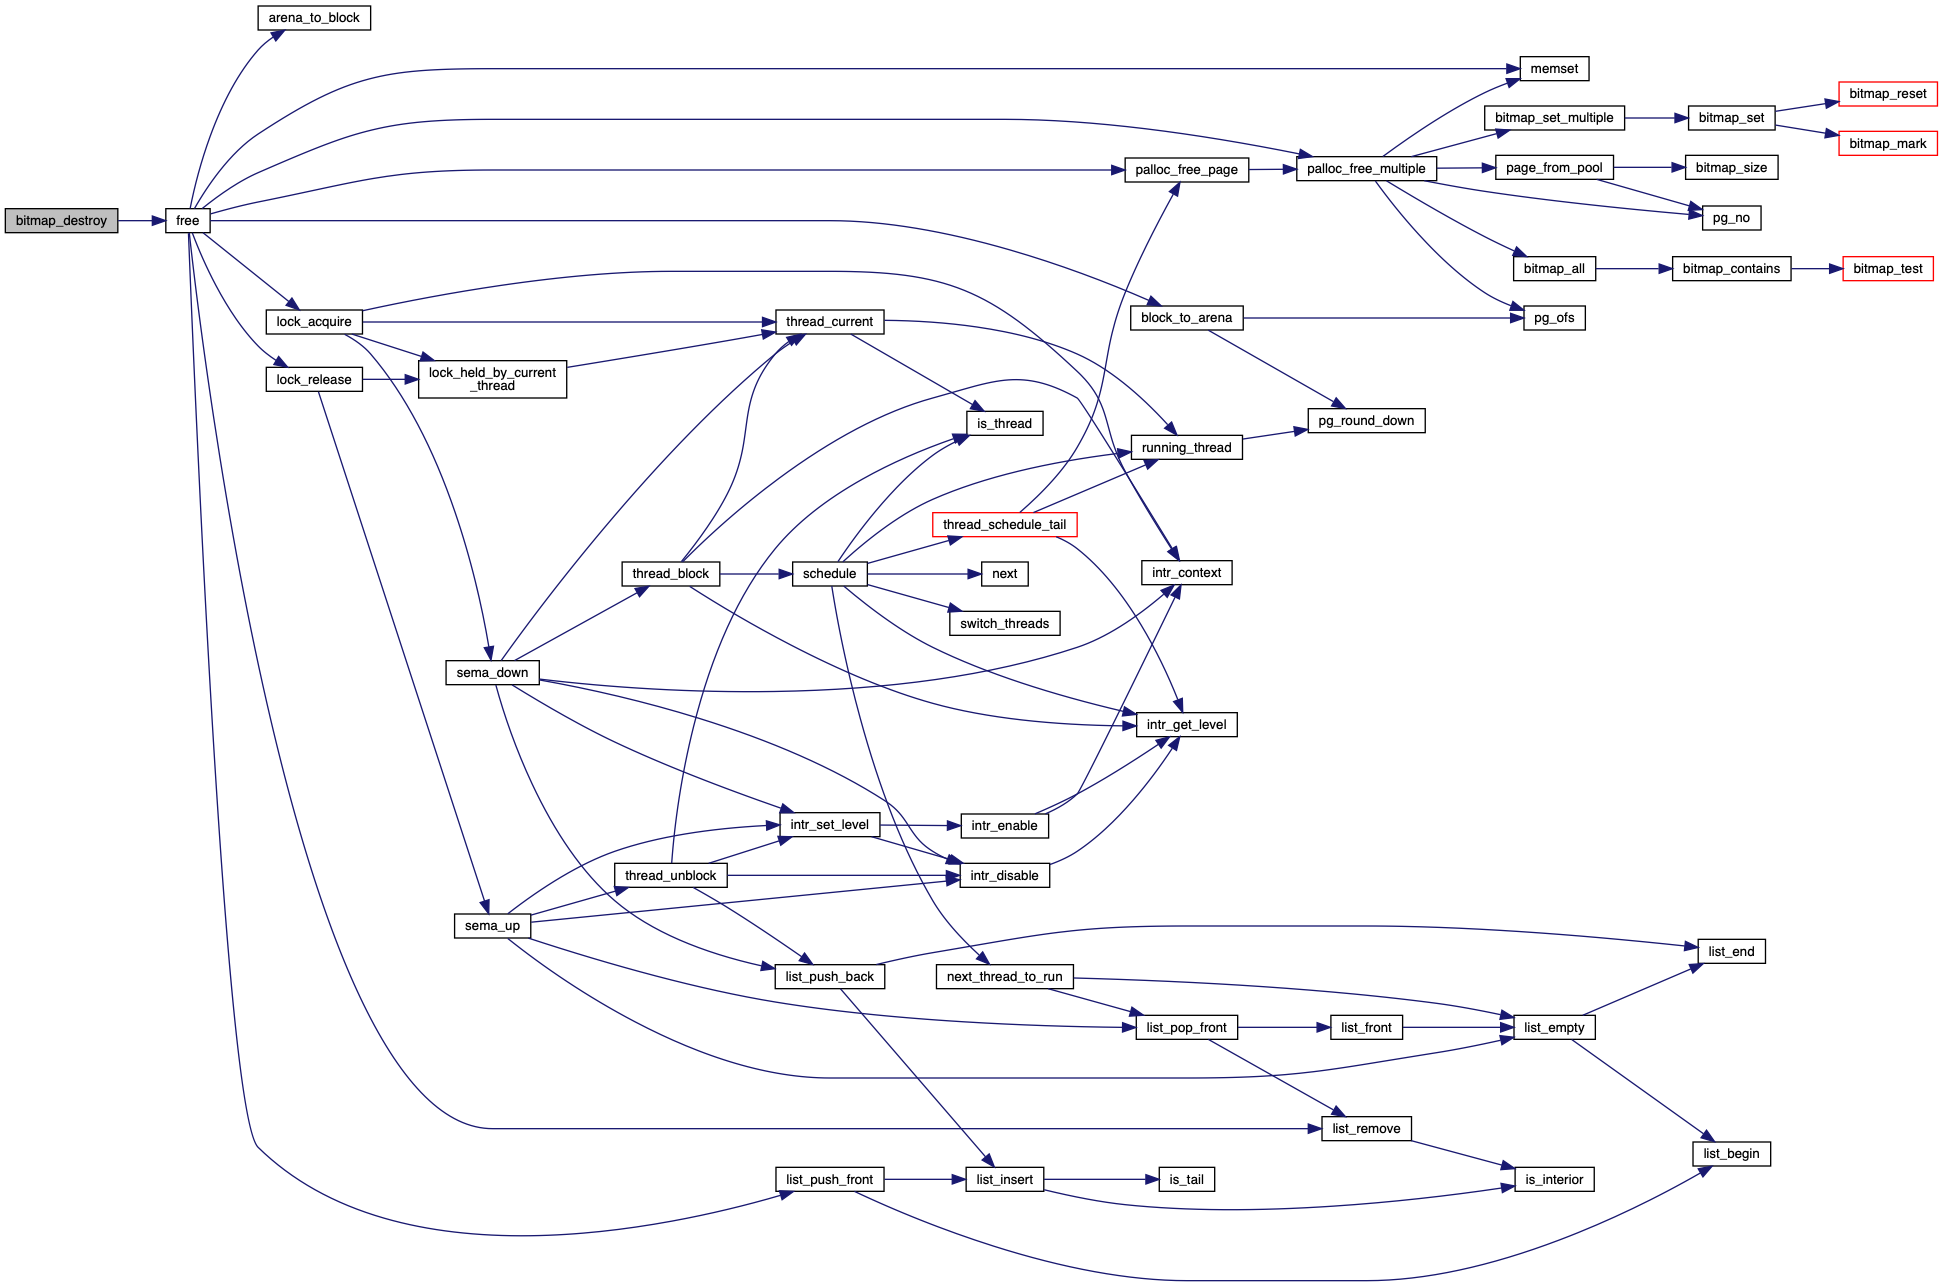 arena_to_block
memset
bitmap_reset
bitmap_set_multiple
bitmap_set
bitmap_mark
palloc_free_page
palloc_free_multiple
page_from_pool
bitmap_size
bitmap_destroy
free
pg_no
bitmap_all
bitmap_contains
bitmap_test
lock_acquire
thread_current
block_to_arena
pg_ofs
lock_release
lock_held_by_current
_thread
is_thread
pg_round_down
running_thread
thread_schedule_tail
thread_block
schedule
next
intr_context
switch_threads
sema_down
intr_get_level
intr_set_level
intr_enable
thread_unblock
intr_disable
sema_up
list_end
list_push_back
next_thread_to_run
list_pop_front
list_front
list_empty
list_remove
list_begin
list_push_front
list_insert
is_tail
is_interior